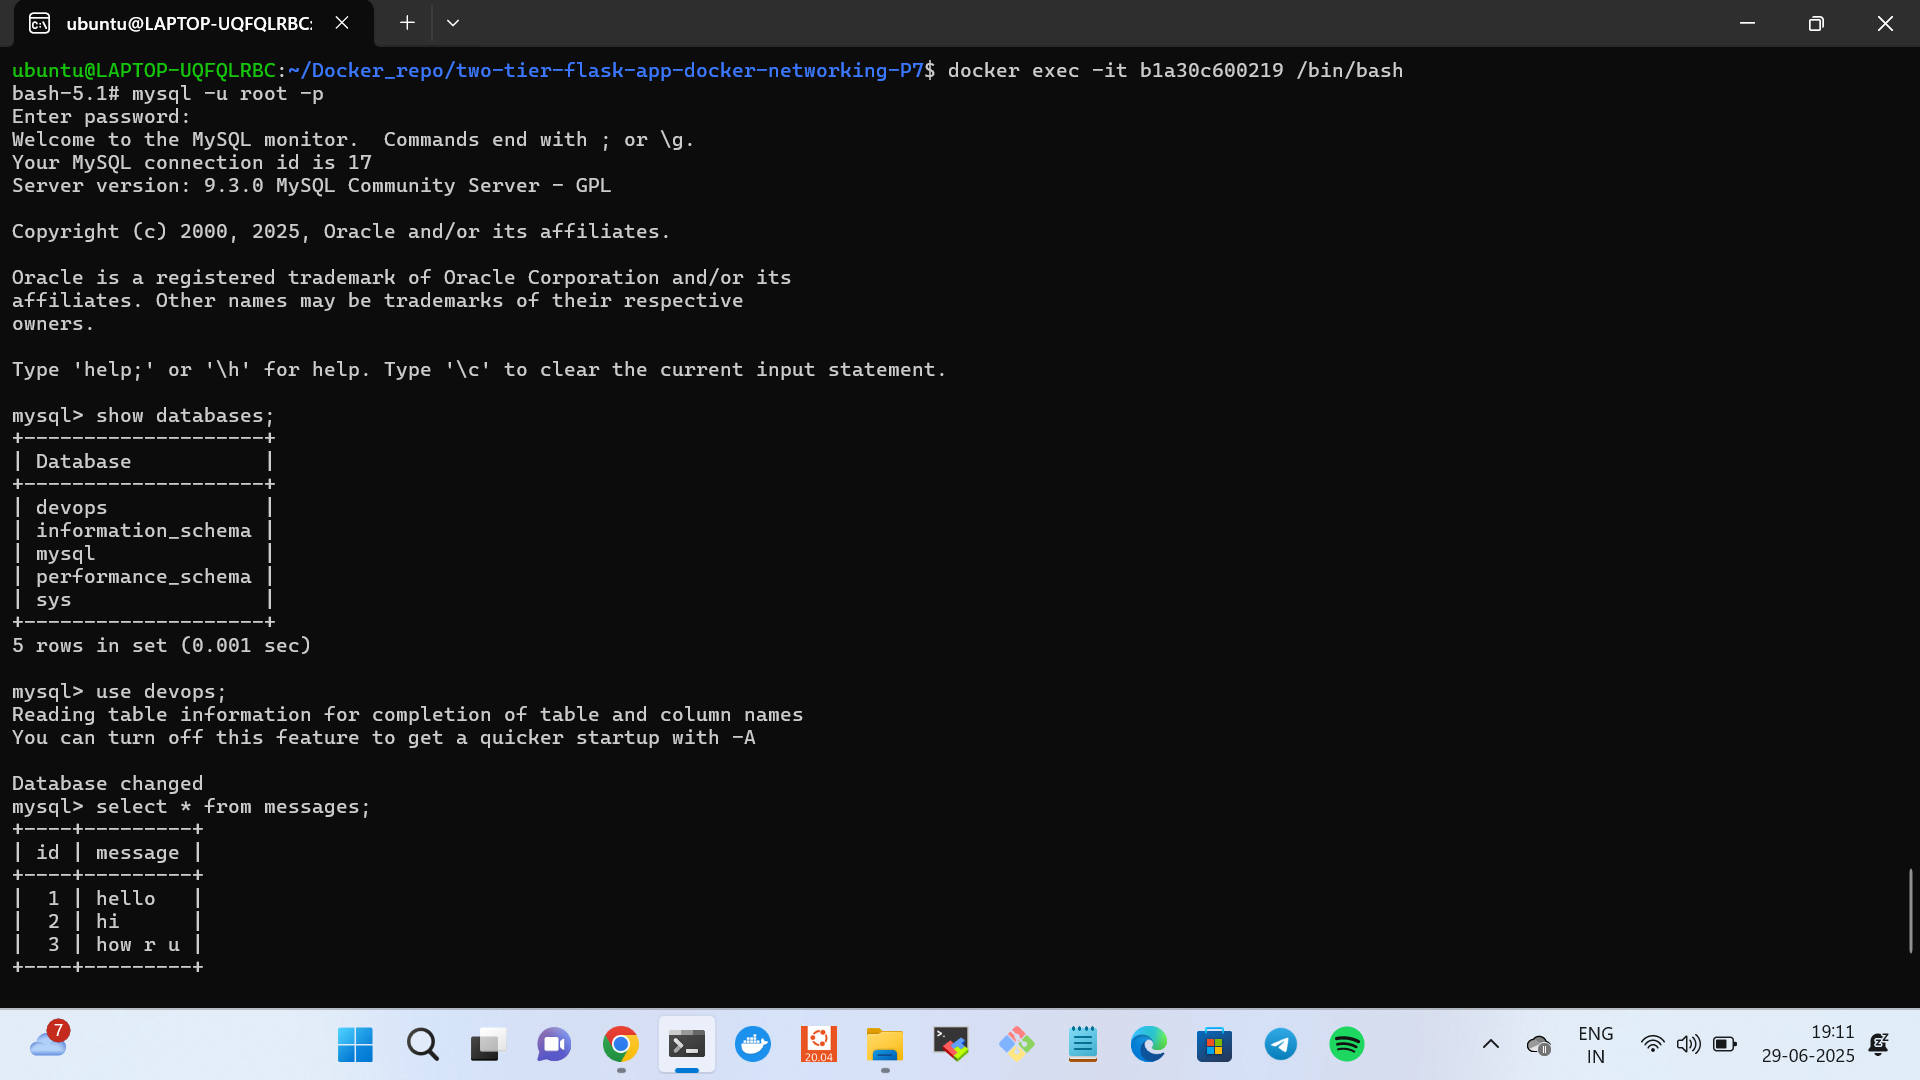 ubuntu@LAPTOP-UQFQLRBC:
ubuntu@LAPTOP-UQFQLRBC:~/Docker_repo/two-tier-flask-app-docker-networking-P7$ docker exec -it b1a30c600219 /bin/bash
bash-5.1# mysql -u root -p
Enter password:
Welcome to the MySQL monitor.  Commands end with ; or \g.
Your MySQL connection id is 17
Server version: 9.3.0 MySQL Community Server - GPL

Copyright (c) 2000, 2025, Oracle and/or its affiliates.

Oracle is a registered trademark of Oracle Corporation and/or its
affiliates. Other names may be trademarks of their respective
owners.

Type 'help;' or '\h' for help. Type '\c' to clear the current input statement.

mysql> show databases;
+--------------------+
| Database           |
+--------------------+
| devops             |
| information_schema |
| mysql              |
| performance_schema |
| sys                |
+--------------------+
5 rows in set (0.001 sec)

mysql> use devops;
Reading table information for completion of table and column names
You can turn off this feature to get a quicker startup with -A

Database changed
mysql> select * from messages;
+----+---------+
| id | message |
+----+---------+
|  1 | hello   |
|  2 | hi      |
|  3 | how r u |
+----+---------+
7
20.04
ENG
IN
19:11
29-06-2025